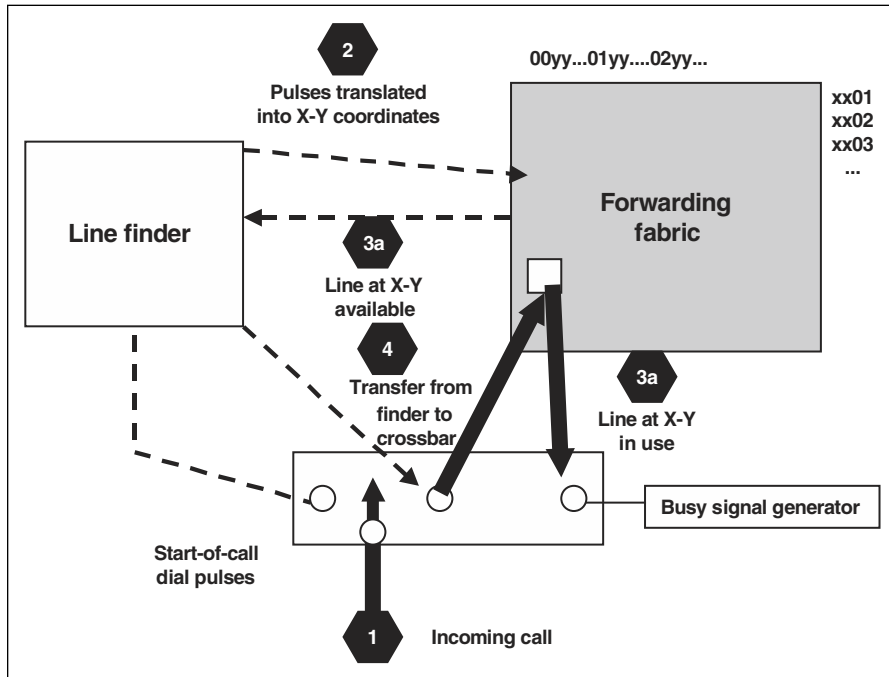 2
Pulses translated
into X-Y coordinates
00yy...01yy....02yy...
xx01
xx02
xx03
...
Line finder
Forwarding
fabric
3a
Line at X-Y
available
4
Transfer from
finder to
crossbar
3a
Line at X-Y
in use
Busy signal generator
Start-of-call
dial pulses
1
Incoming call